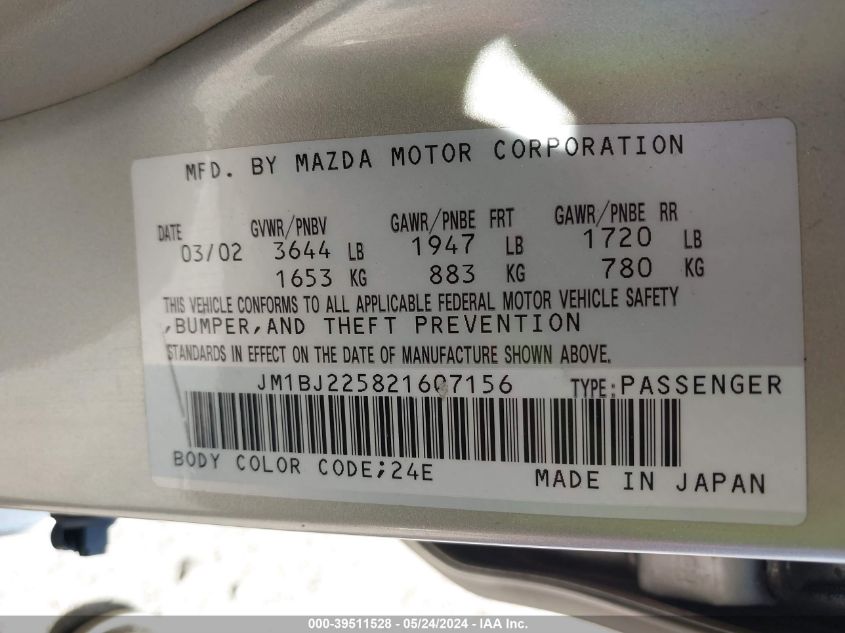 MFD. BY MAZDA MOTOR CORPORATION
DATE GVWR/PNBV GAWR/PNBE FRT GAWR/PNBE RR
03/02 3644 LB 1947 LB 1720 LB
1653 KG 883 KG 780 KG
THIS VEHICLE CONFORMS TO ALL APPLICABLE FEDERAL MOTOR VEHICLE SAFETY
,BUMPER,AND THEFT PREVENTION
STANDARDS IN EFFECT ON THE DATE OF MANUFACTURE SHOWN ABOVE.
JM1BJ225821607156 TYPE:PASSENGER
BODY COLOR CODE;24E MADE IN JAPAN
000-39511528 - 05/24/2024 - IAA Inc.